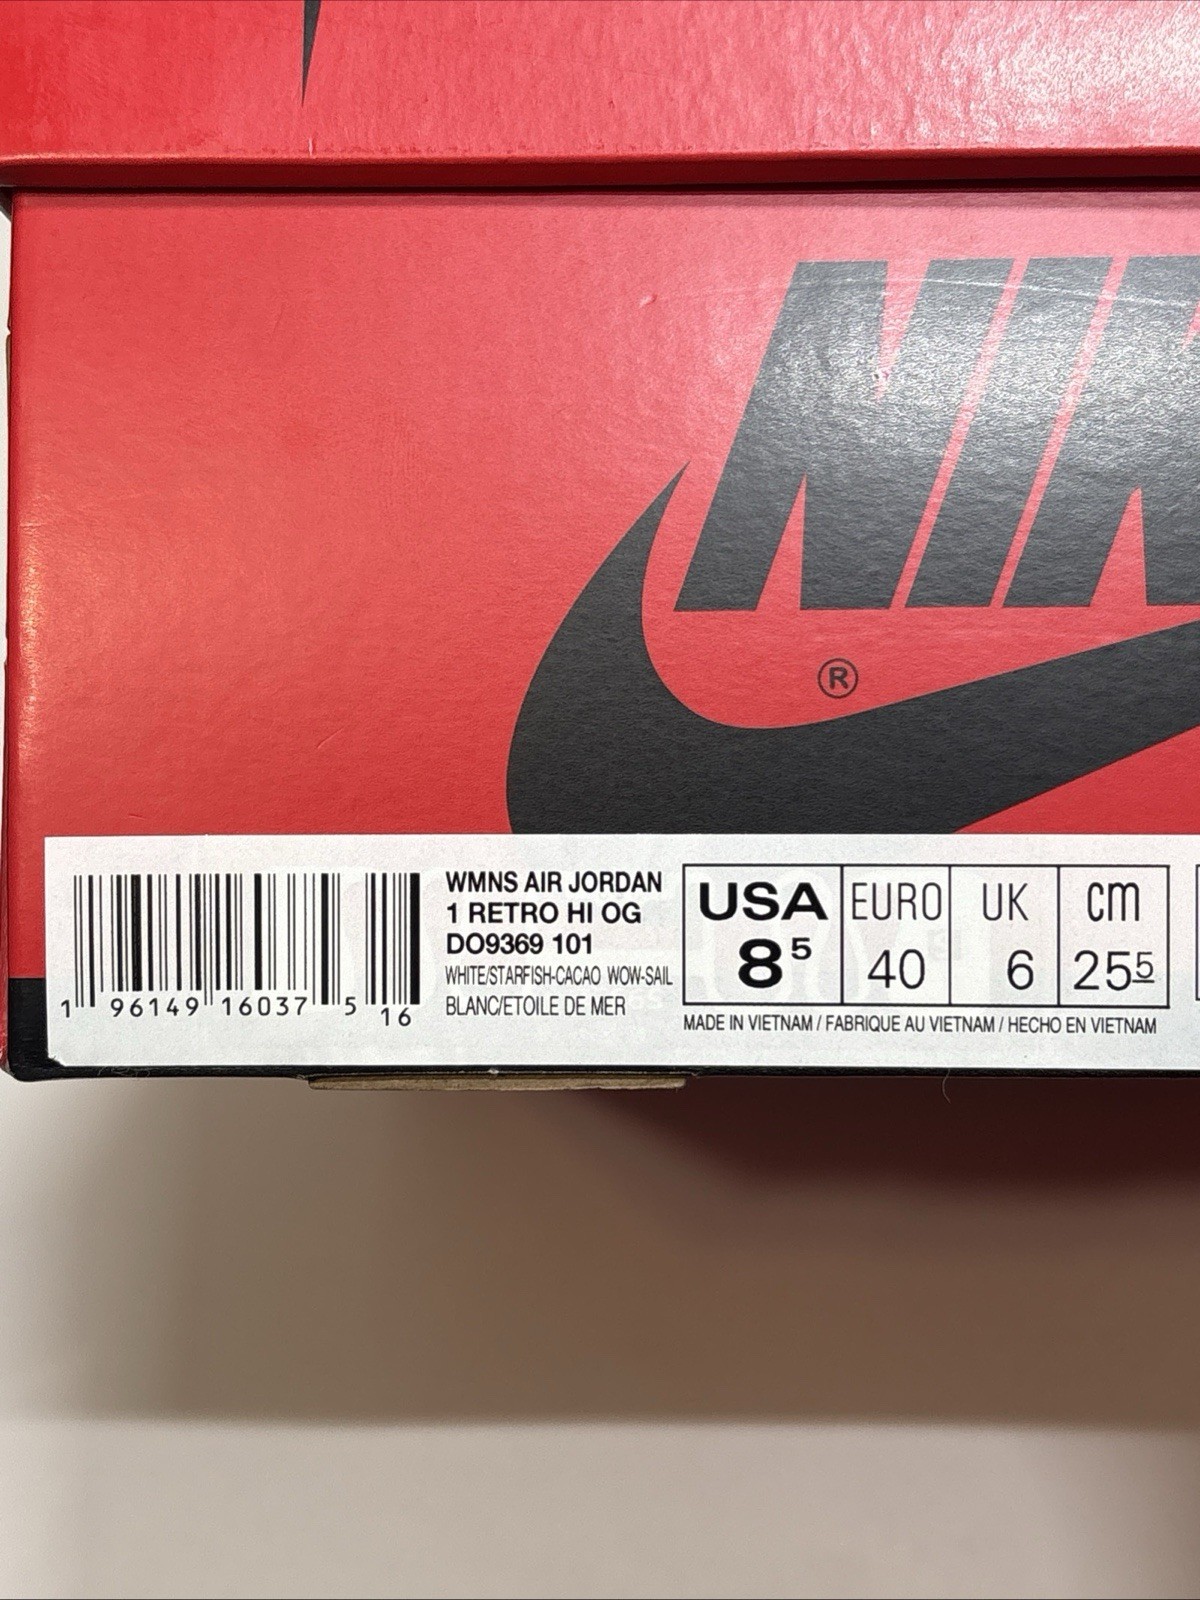 NIK
®
WMNS AIR JORDAN
1 RETRO HI OG
DO9369 101
WHITE/STARFISH-CACAO WOW-SAIL
BLANC/ETOILE DE MER
1 96149 16037 5 16
USA EURO UK cm
8⁵ 40 6 25⁵
MADE IN VIETNAM / FABRIQUE AU VIETNAM / HECHO EN VIETNAM